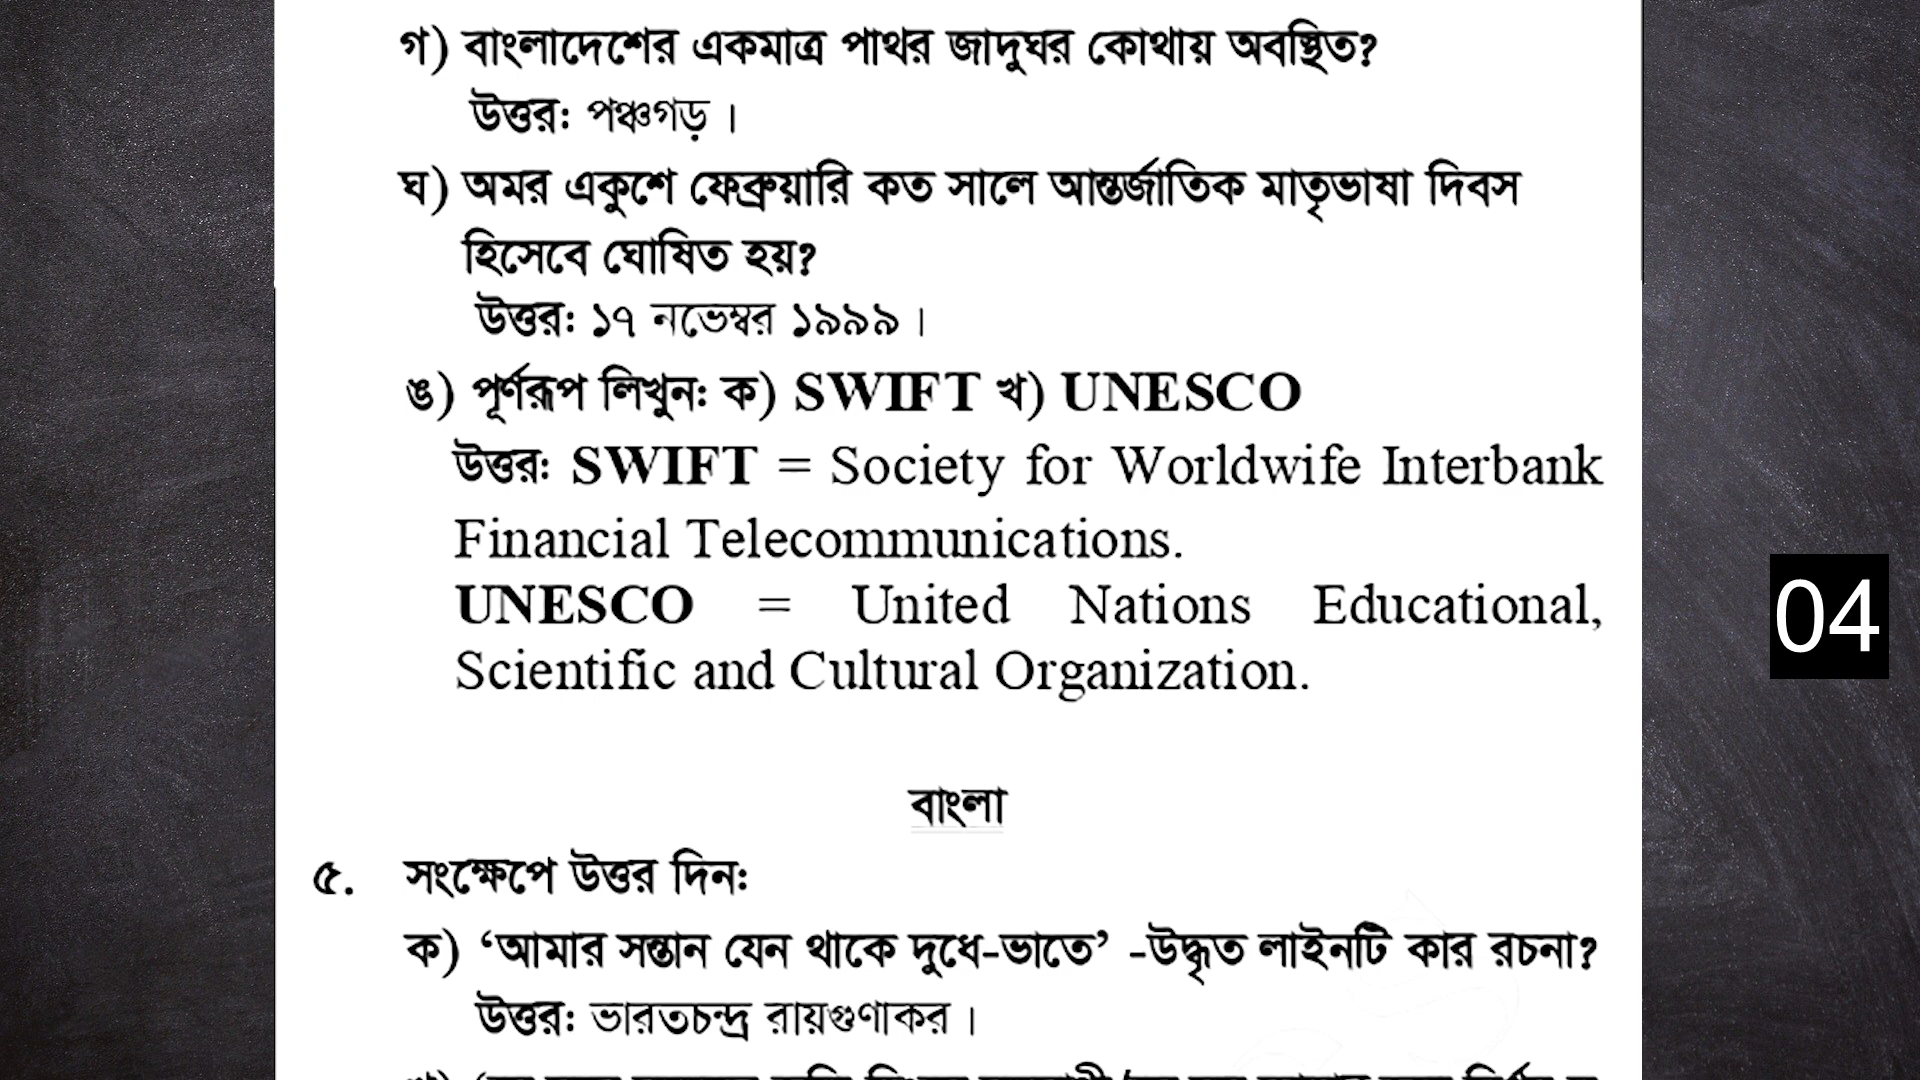 গ) বাংলাদেশের একমাত্র পাথর জাদুঘর কোথায় অবস্থিত?
উত্তর: পঞ্চগড় ।
ঘ) অমর একুশে ফেব্রুয়ারি কত সালে আন্তর্জাতিক মাতৃভাষা দিবস
হিসেবে ঘোষিত হয়?
উত্তর: ১৭ নভেম্বর ১৯৯৯ ।
ঙ) পূর্ণরূপ লিখুন: ক) SWIFT খ) UNESCO
উত্তর: SWIFT = Society for Worldwife Interbank
Financial Telecommunications.
UNESCO = United Nations Educational,
04
Scientific and Cultural Organization.
বাংলা
৫. সংক্ষেপে উত্তর দিন:
ক) ‘আমার সন্তান যেন থাকে দুধে-ভাতে’ -উদ্ধৃত লাইনটি কার রচনা?
উত্তর: ভারতচন্দ্র রায়গুণাকর ।